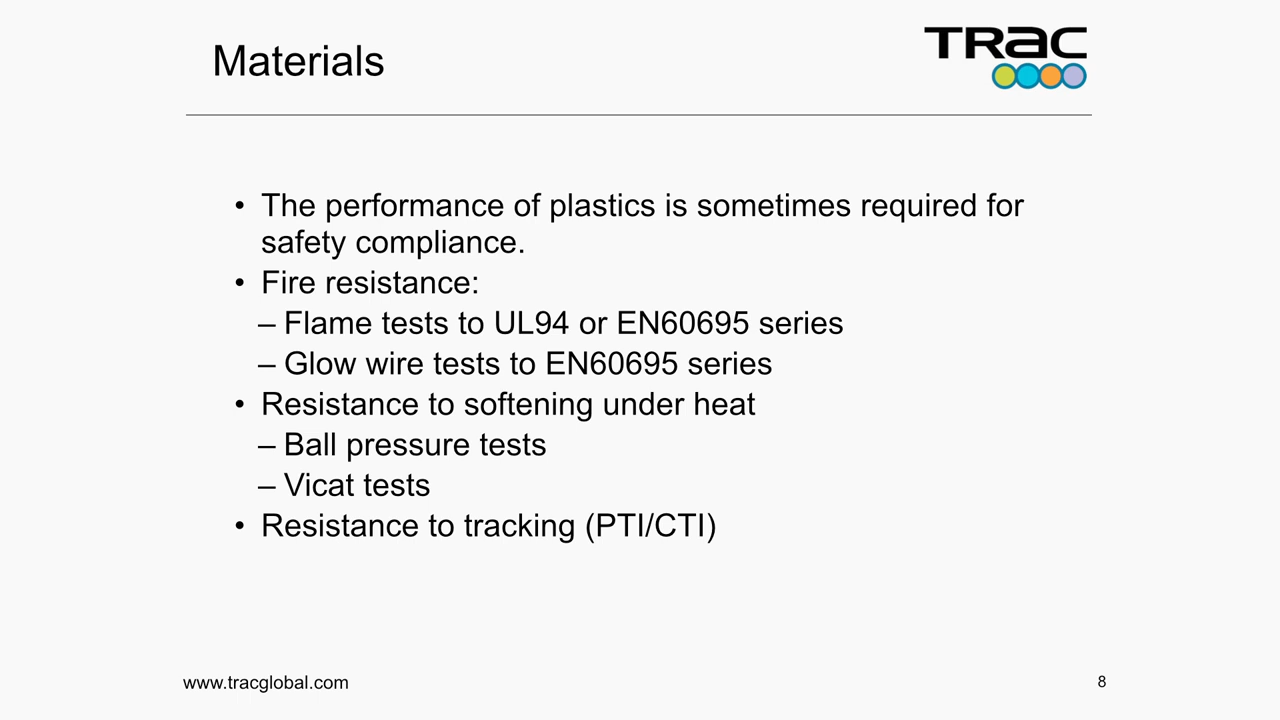 Materials
TRaC
• The performance of plastics is sometimes required for
safety compliance.
• Fire resistance:
– Flame tests to UL94 or EN60695 series
– Glow wire tests to EN60695 series
• Resistance to softening under heat
– Ball pressure tests
– Vicat tests
• Resistance to tracking (PTI/CTI)
www.tracglobal.com
8